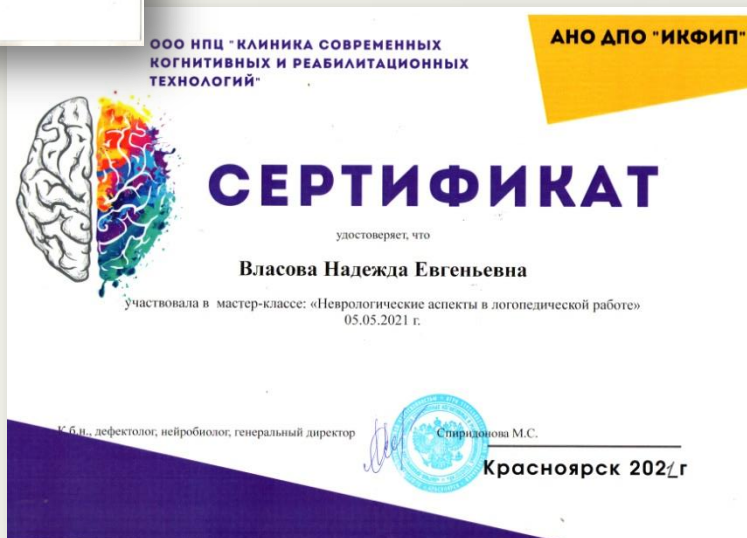 ООО НПЦ "КЛИНИКА СОВРЕМЕННЫХ
КОГНИТИВНЫХ И РЕАБИЛИТАЦИОННЫХ
ТЕХНОЛОГИЙ"
АНО ДПО "ИКФИП"
СЕРТИФИКАТ
удостоверяет, что
Власова Надежда Евгеньевна
участвовала в мастер-классе: «Неврологические аспекты в логопедической работе»
05.05.2021 г.
К.б.н., дефектолог, нейробиолог, генеральный директор Спиридонова М.С.
Красноярск 2021г